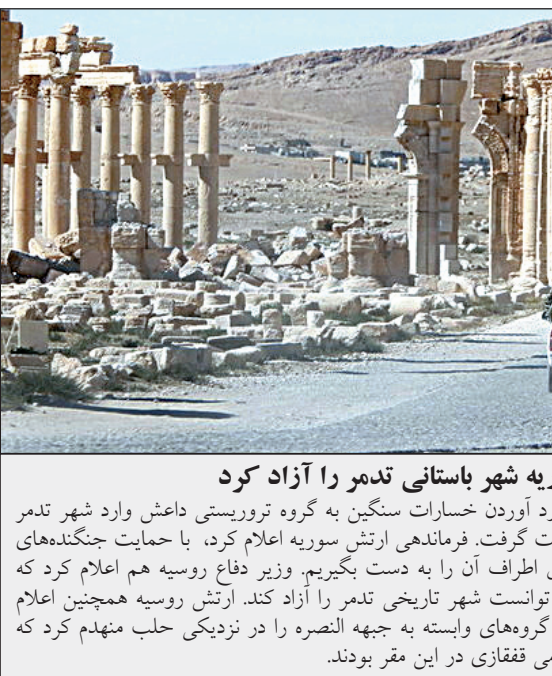 ریه شهر باستانی تدمر را آزاد کرد
رد آوردن خسارات سنگین به گروه تروریستی داعش وارد شهر تدمر
ت گرفت. فرماندهی ارتش سوریه اعلام کرد، با حمایت جنگنده‌های
ی اطراف آن را به دست بگیریم. وزیر دفاع روسیه هم اعلام کرد که
توانست شهر تاریخی تدمر را آزاد کند. ارتش روسیه همچنین اعلام
گروه‌های وابسته به جبهه النصره را در نزدیکی حلب منهدم کرد که
می قفقازی در این مقر بودند.